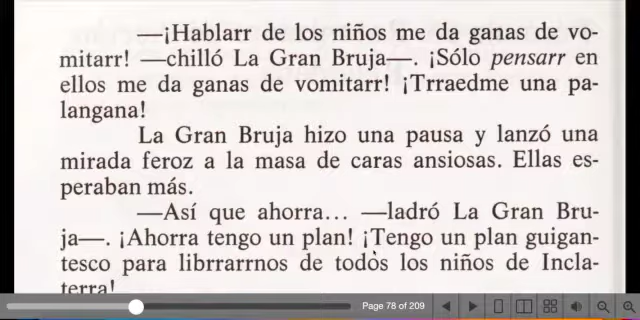 —¡Hablarr de los niños me da ganas de vo-
mitarr! —chilló La Gran Bruja—. ¡Sólo pensarr en
ellos me da ganas de vomitarr! ¡Trraedme una pa-
langana!
La Gran Bruja hizo una pausa y lanzó una
mirada feroz a la masa de caras ansiosas. Ellas es-
peraban más.
—Así que ahorra... —ladró La Gran Bru-
ja—. ¡Ahorra tengo un plan! ¡Tengo un plan guigan-
tesco para librrarrnos de todos los niños de Incla-
terra!
Page 78 of 209